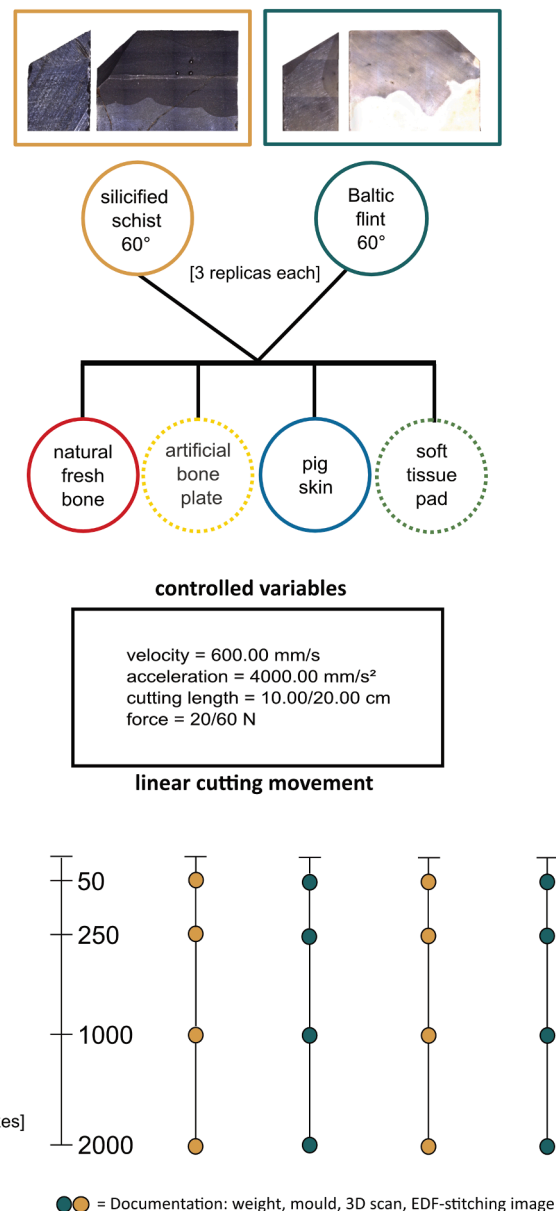 silicified
schist
60°
Baltic
flint
60°
[3 replicas each]
natural
fresh
bone
artificial
bone
plate
pig
skin
soft
tissue
pad
controlled variables
velocity = 600.00 mm/s
acceleration = 4000.00 mm/s²
cutting length = 10.00/20.00 cm
force = 20/60 N
linear cutting movement
50
250
1000
2000
= Documentation: weight, mould, 3D scan, EDF-stitching image